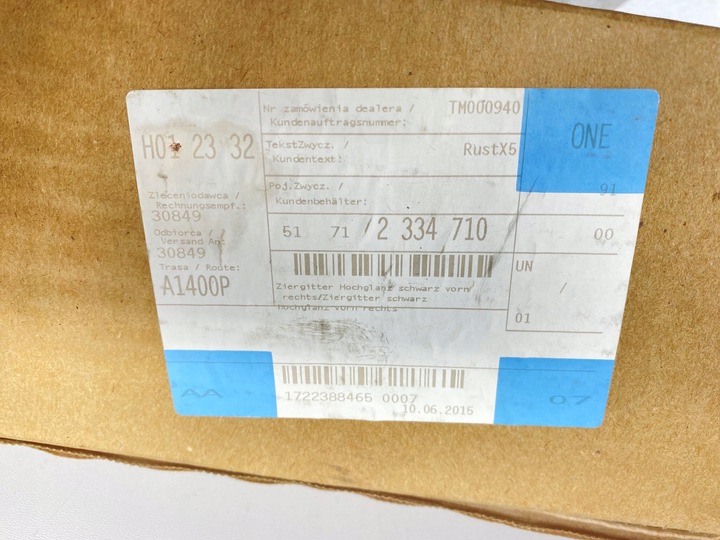 H01 23 32
Nr zamówienia dealera /
Kundenauftragsnummer:
TM000940
TekstZwycz. /
Kundentext:
RustX5
ONE
Poj.Zwycz. /
Kundenbehälter:
91
Zleceniodawca /
Rechnungsempf.:
30849
Odbiorca /
Versand An:
30849
Trasa / Route:
A1400P
51 71 2 334 710
00
Ziergitter Hochglanz schwarz vorn
rechts/Ziergitter schwarz
Hochglanz vorn rechts
UN
/
01
1722388465 0007
10.06.2015
AA
0.7